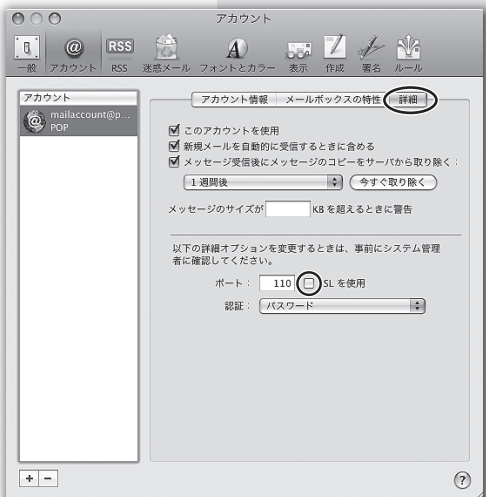 アカウント
一般 アカウント RSS 迷惑メール フォントとカラー 表示 作成 署名 ルール
RSS
アカウント
mailaccount@p...
POP
アカウント情報 メールボックスの特性 詳細
このアカウントを使用
新規メールを自動的に受信するときに含める
メッセージ受信後にメッセージのコピーをサーバから取り除く：
1 週間後 今すぐ取り除く
メッセージのサイズが KB を超えるときに警告
以下の詳細オプションを変更するときは、事前にシステム管理
者に確認してください。
ポート： 110 SL を使用
認証： パスワード
+ − ?